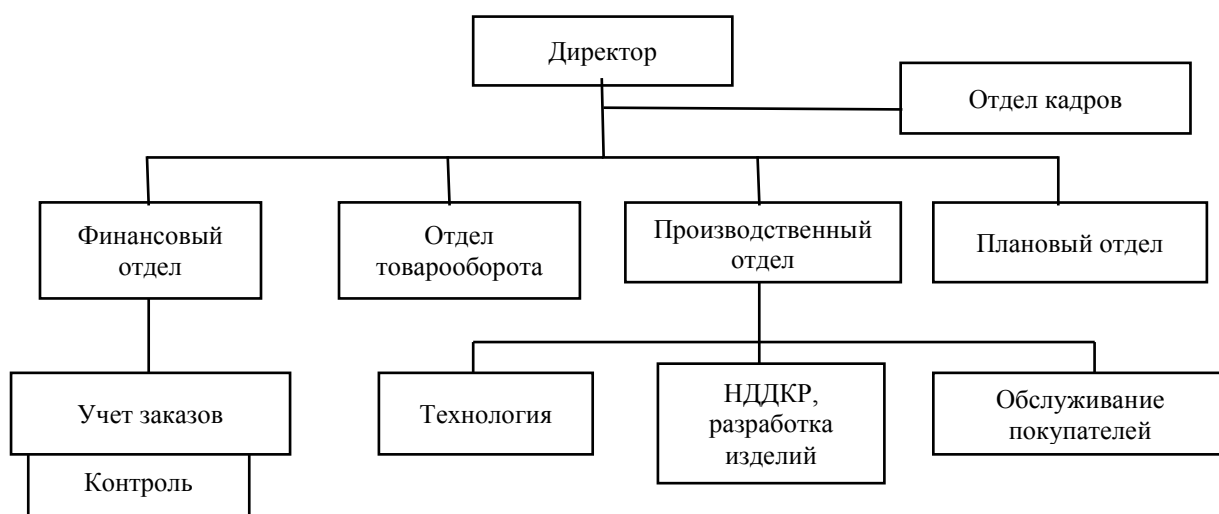 Директор
Отдел кадров
Финансовый
отдел
Отдел
товарооборота
Производственный
отдел
Плановый отдел
Учет заказов
Технология
НДДКР,
разработка
изделий
Обслуживание
покупателей
Контроль